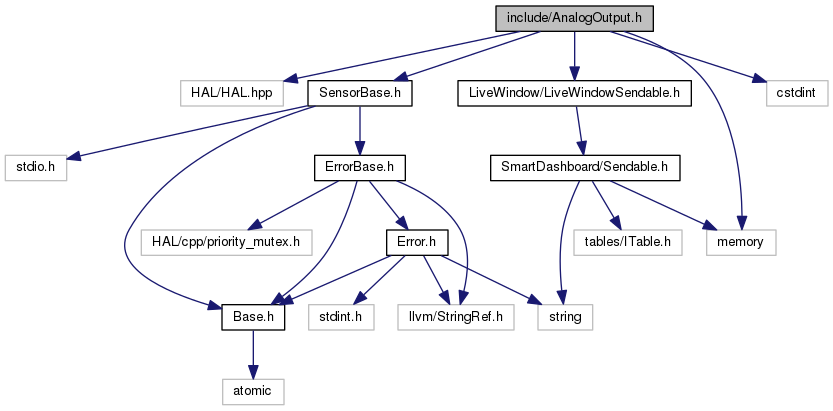 include/AnalogOutput.h
HAL/HAL.hpp
SensorBase.h
LiveWindow/LiveWindowSendable.h
cstdint
stdio.h
ErrorBase.h
SmartDashboard/Sendable.h
HAL/cpp/priority_mutex.h
Error.h
tables/ITable.h
memory
Base.h
stdint.h
llvm/StringRef.h
string
atomic